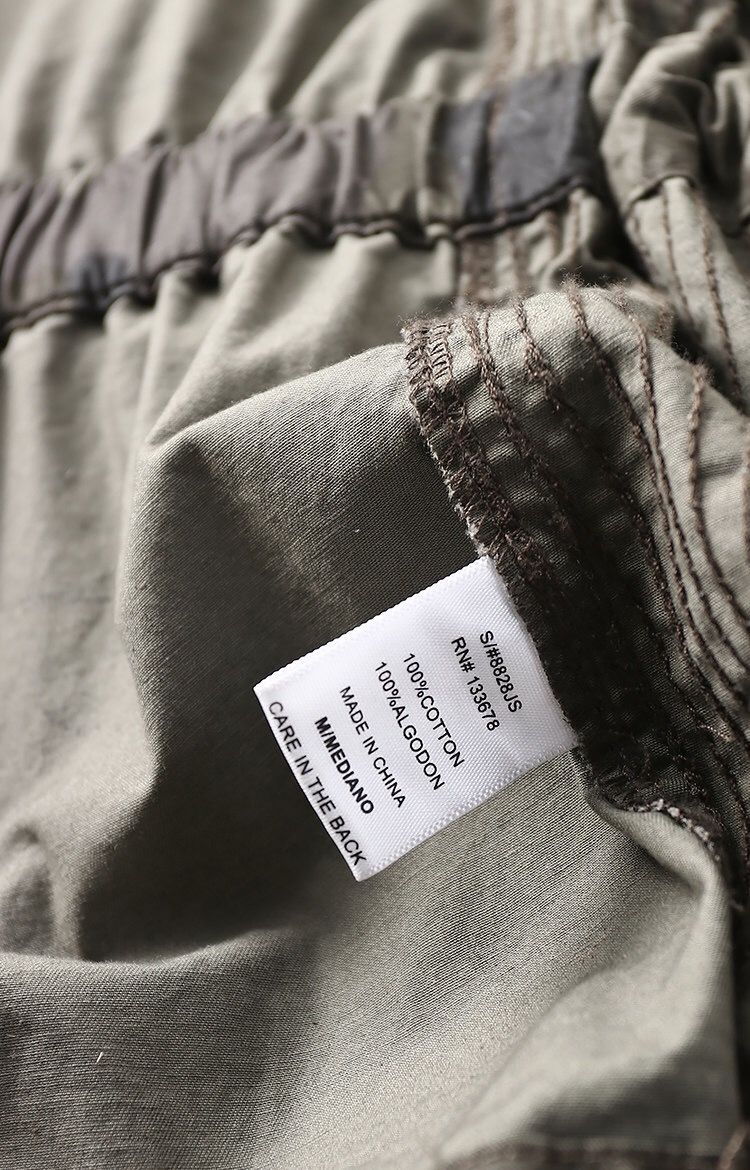 S/#8828JS
RN# 133678
100%COTTON
100%ALGODON
MADE IN CHINA
M/MEDIANO
CARE IN THE BACK